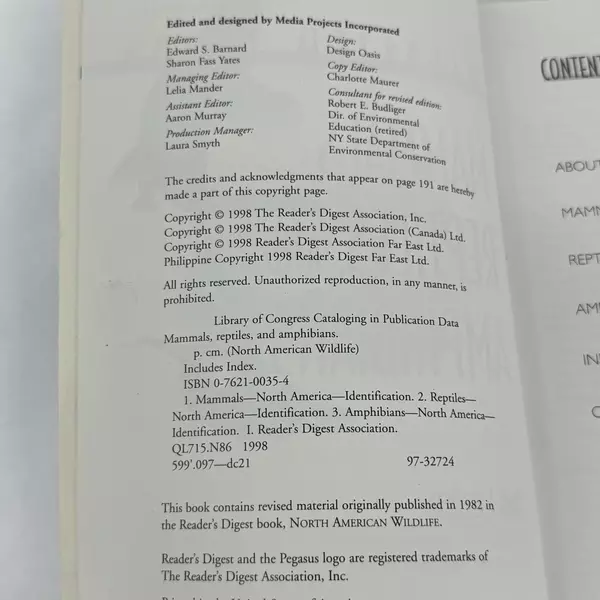 Edited and designed by Media Projects Incorporated
Editors:
Edward S. Barnard
Sharon Fass Yates
Managing Editor:
Lelia Mander
Assistant Editor:
Aaron Murray
Production Manager:
Laura Smyth
Design:
Design Oasis
Copy Editor:
Charlotte Maurer
Consultant for revised edition:
Robert E. Budliger
Dir. of Environmental
Education (retired)
NY State Department of
Environmental Conservation
The credits and acknowledgments that appear on page 191 are hereby
made a part of this copyright page.
Copyright © 1998 The Reader's Digest Association, Inc.
Copyright © 1998 The Reader's Digest Association (Canada) Ltd.
Copyright © 1998 Reader's Digest Association Far East Ltd.
Philippine Copyright 1998 Reader's Digest Far East Ltd.
All rights reserved. Unauthorized reproduction, in any manner, is
prohibited.
Library of Congress Cataloging in Publication Data
Mammals, reptiles, and amphibians.
p. cm. (North American Wildlife)
Includes Index.
ISBN 0-7621-0035-4
1. Mammals—North America—Identification. 2. Reptiles—
North America—Identification. 3. Amphibians—North America—
Identification. I. Reader's Digest Association.
QL715.N86 1998
599'.097—dc21 97-32724
This book contains revised material originally published in 1982 in
the Reader's Digest book, NORTH AMERICAN WILDLIFE.
Reader's Digest and the Pegasus logo are registered trademarks of
The Reader's Digest Association, Inc.
CONTEN
ABOUT
MAMM
REPT
AM
IN